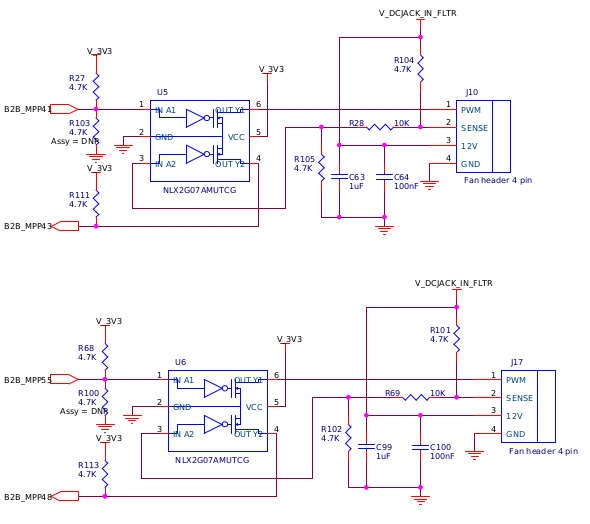 V_DCJACK_IN_FLTR
V_3V3
R104
4.7K
V_3V3
R27
4.7K
U5
J10
B2B_MPP41
1
IN A1
OUT Y1
6
1
PWM
R103
4.7K
Assy = DNR
R28
10K
2
SENSE
2
GND
VCC
5
3
12V
V_3V3
3
IN A2
OUT Y2
4
R105
4.7K
4
GND
C63
1uF
C64
100nF
Fan header 4 pin
NLX2G07AMUTCG
R111
4.7K
B2B_MPP43
V_DCJACK_IN_FLTR
V_3V3
R101
4.7K
V_3V3
R68
4.7K
U6
J17
B2B_MPP55
1
IN A1
OUT Y1
6
1
PWM
R100
4.7K
Assy = DNR
R69
10K
2
SENSE
2
GND
VCC
5
3
12V
V_3V3
3
IN A2
OUT Y2
4
R102
4.7K
4
GND
C99
1uF
C100
100nF
Fan header 4 pin
NLX2G07AMUTCG
R113
4.7K
B2B_MPP48